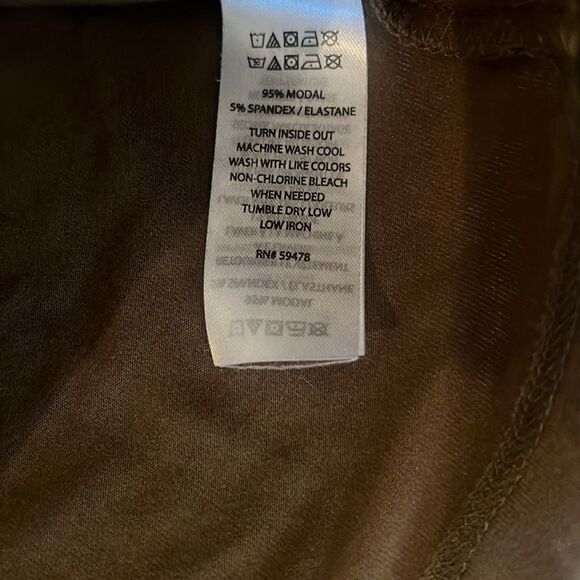 95% MODAL
5% SPANDEX / ELASTANE
TURN INSIDE OUT
MACHINE WASH COOL
WASH WITH LIKE COLORS
NON-CHLORINE BLEACH
WHEN NEEDED
TUMBLE DRY LOW
LOW IRON
RN# 59478